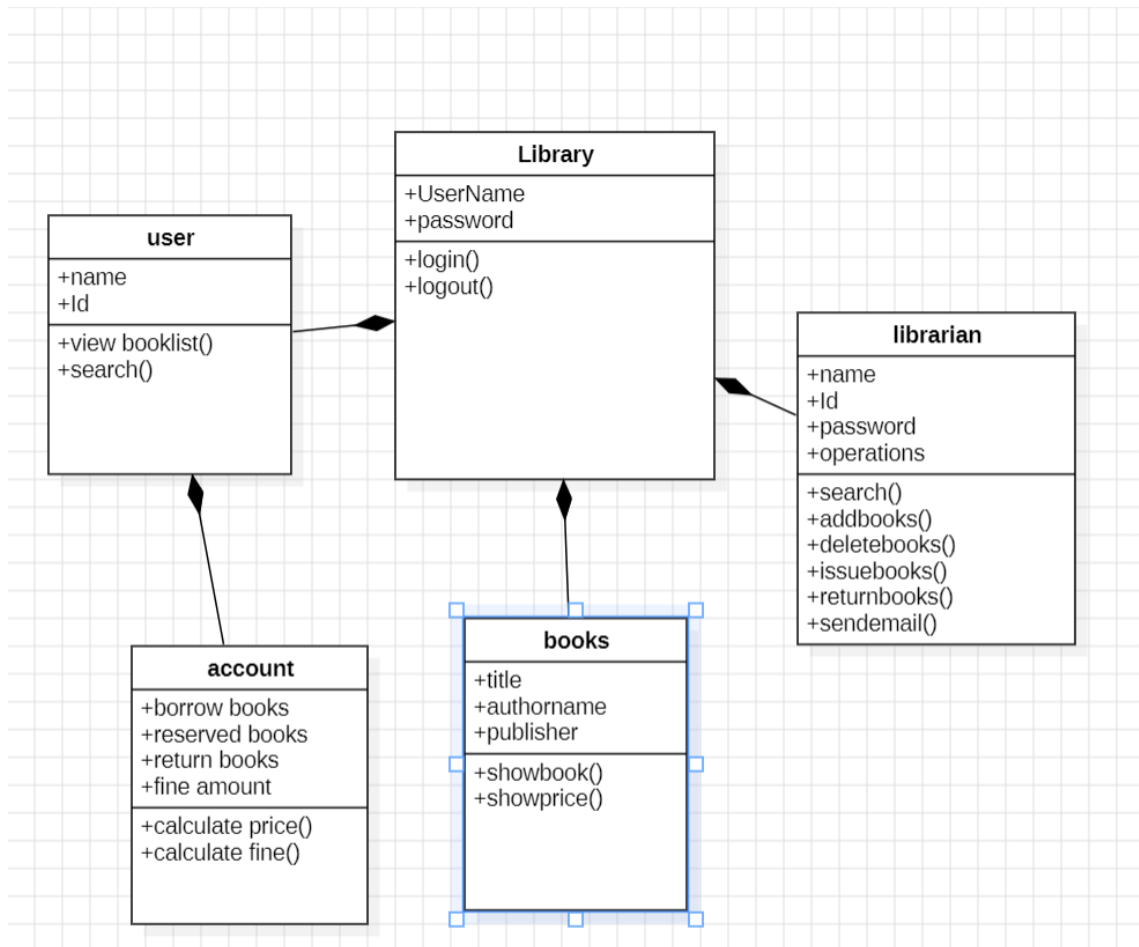 Library
+UserName
+password
+login()
+logout()
user
+name
+Id
+view booklist()
+search()
librarian
+name
+Id
+password
+operations
+search()
+addbooks()
+deletebooks()
+issuebooks()
+returnbooks()
+sendemail()
account
+borrow books
+reserved books
+return books
+fine amount
+calculate price()
+calculate fine()
books
+title
+authorname
+publisher
+showbook()
+showprice()